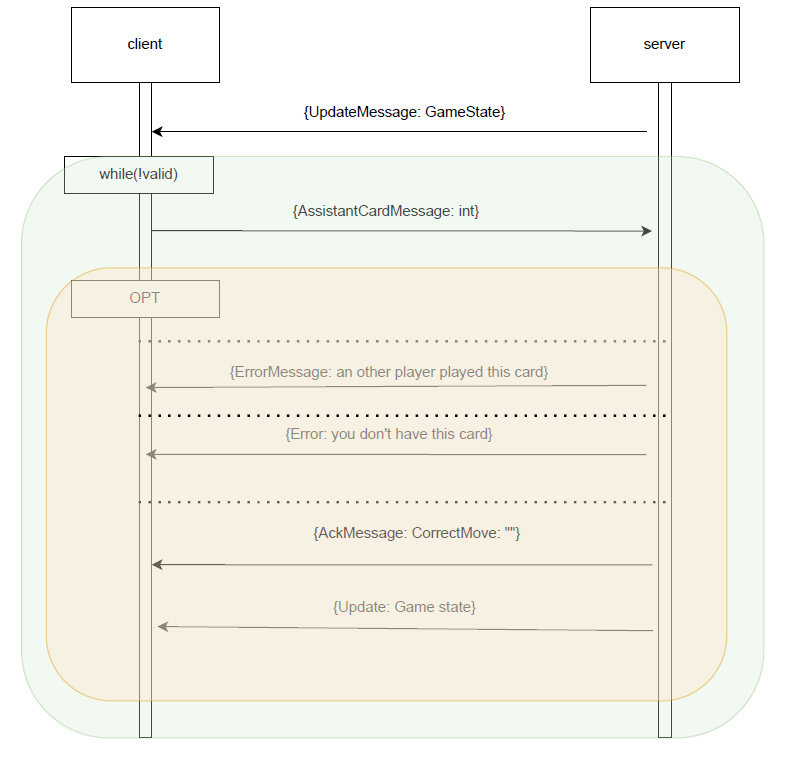 client
server
{UpdateMessage: GameState}
while(!valid)
{AssistantCardMessage: int}
OPT
{ErrorMessage: an other player played this card}
{Error: you don't have this card}
{AckMessage: CorrectMove: ""}
{Update: Game state}